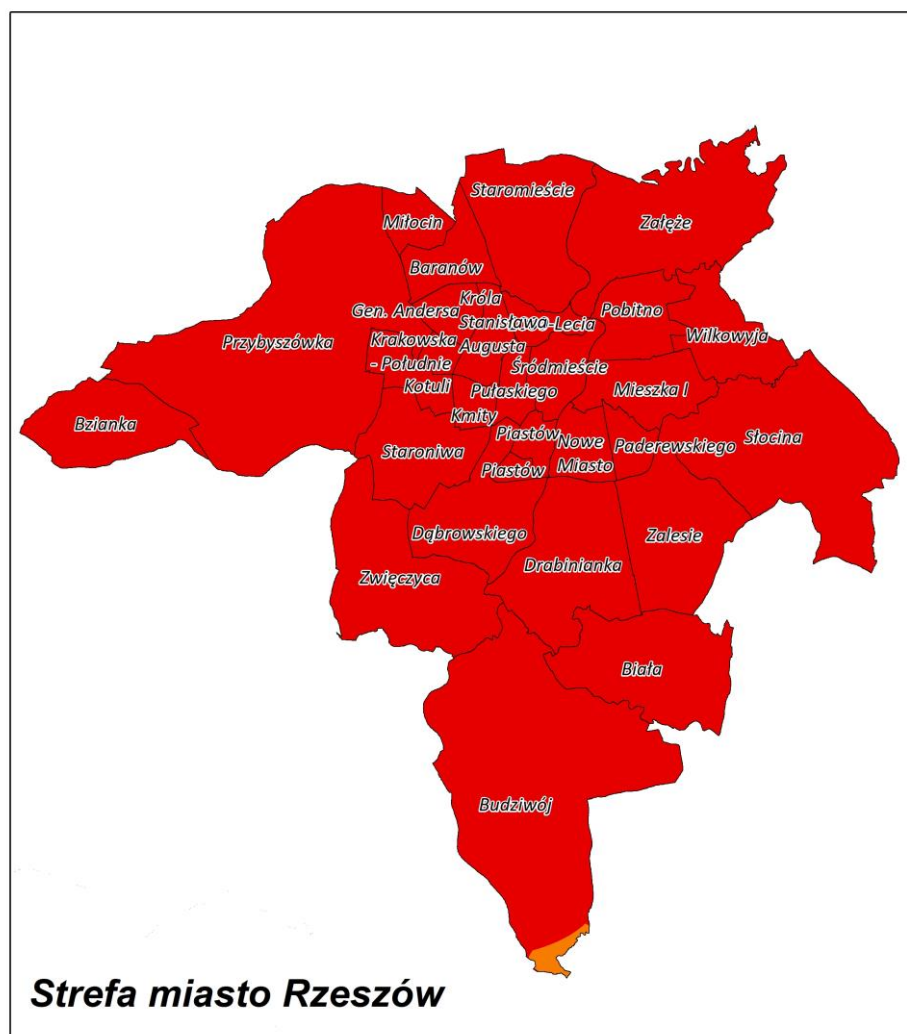 Staromieście
Załęże
Miłocin
Baranów
Król­a
Gen. Andersa
Stanisława
-Lecia
Pobitno
Wilkowyja
Przybyszówka
Krakowska
- Południe
Augusta
Śródmieście
Kotuli
Pułaskiego
Mieszka I
Bzianka
Kmity
Słocina
Piastów
Nowe
Miasto
Paderewskiego
Staroniwa
Piastów
Dąbrowskiego
Zalesie
Drabinianka
Zwięczyca
Biała
Budziwój
Strefa miasto Rzeszów